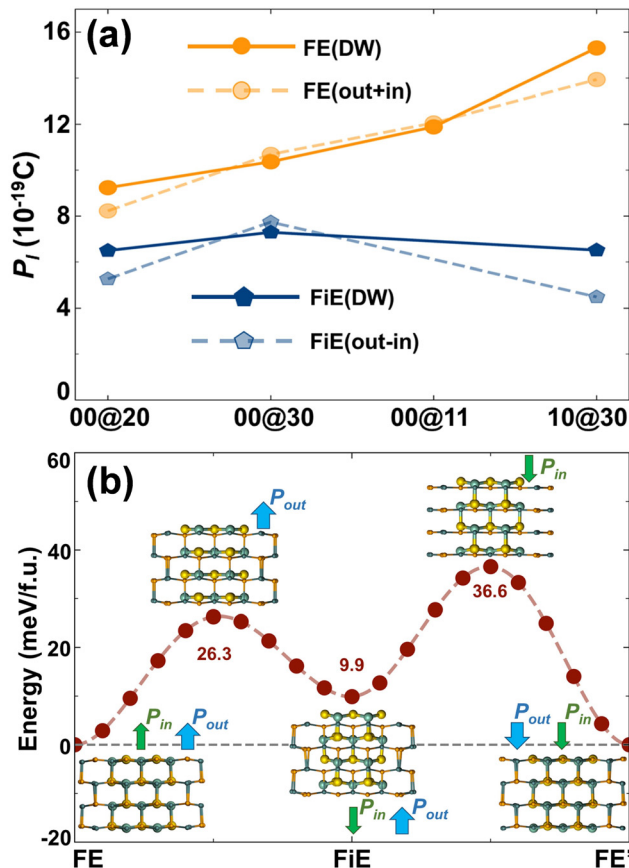 (a)
16
12
8
4
0
P_l (10⁻¹⁹C)
FE(DW)
FE(out+in)
FiE(DW)
FiE(out-in)
00@20
00@30
00@11
10@30
(b)
60
40
20
0
-20
Energy (meV/f.u.)
P_out
P_in
26.3
9.9
36.6
P_in
P_out
P_in
P_out
P_out
P_in
FE
FiE
FE'